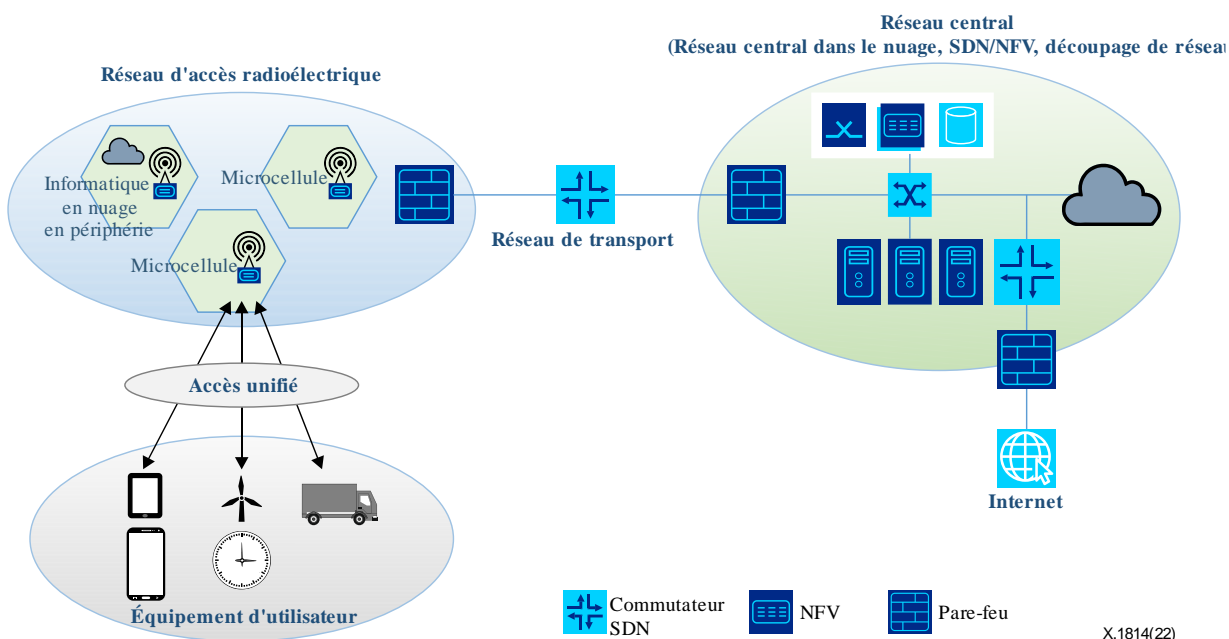 Réseau central
(Réseau central dans le nuage, SDN/NFV, découpage de réseau
Réseau d'accès radioélectrique
Informatique
en nuage
en périphérie
Microcellule
Microcellule
Réseau de transport
Accès unifié
Équipement d'utilisateur
Internet
Commutateur
SDN
NFV
Pare-feu
X.1814(22)